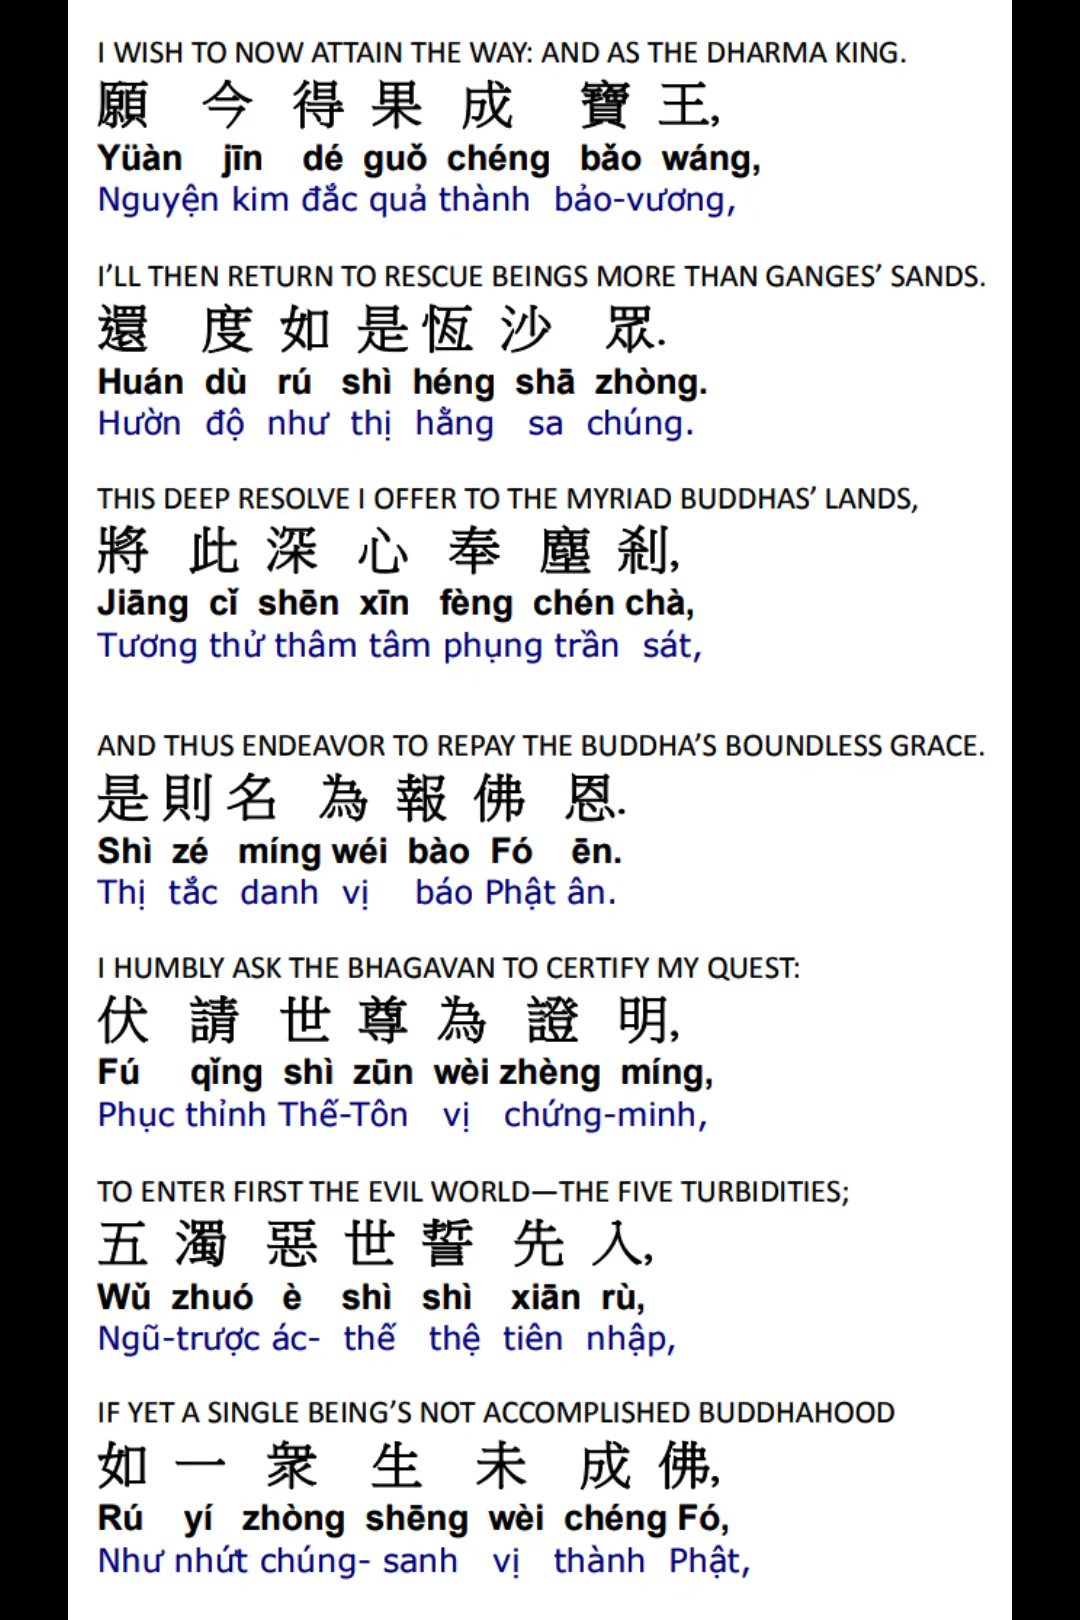 I WISH TO NOW ATTAIN THE WAY: AND AS THE DHARMA KING.
願 今 得 果 成 寶 王,
Yüàn jīn dé guǒ chéng bǎo wáng,
Nguyện kim đắc quả thành bảo-vương,
I’LL THEN RETURN TO RESCUE BEINGS MORE THAN GANGES’ SANDS.
還 度 如 是 恆 沙 眾.
Huán dù rú shì héng shā zhòng.
Hườn độ như thị hằng sa chúng.
THIS DEEP RESOLVE I OFFER TO THE MYRIAD BUDDHAS’ LANDS,
將 此 深 心 奉 塵 剎,
Jiāng cǐ shēn xīn fèng chén chà,
Tương thử thâm tâm phụng trần sát,
AND THUS ENDEAVOR TO REPAY THE BUDDHA’S BOUNDLESS GRACE.
是 則 名 為 報 佛 恩.
Shì zé míng wéi bào Fó ēn.
Thị tắc danh vị báo Phật ân.
I HUMBLY ASK THE BHAGAVAN TO CERTIFY MY QUEST:
伏 請 世 尊 為 證 明,
Fú qǐng shì zūn wèi zhèng míng,
Phục thỉnh Thế-Tôn vị chứng-minh,
TO ENTER FIRST THE EVIL WORLD—THE FIVE TURBIDITIES;
五 濁 惡 世 誓 先 入,
Wǔ zhuó è shì shì xiān rù,
Ngũ-trược ác- thế thệ tiên nhập,
IF YET A SINGLE BEING’S NOT ACCOMPLISHED BUDDHAHOOD
如 一 衆 生 未 成 佛,
Rú yí zhòng shēng wèi chéng Fó,
Như nhứt chúng- sanh vị thành Phật,